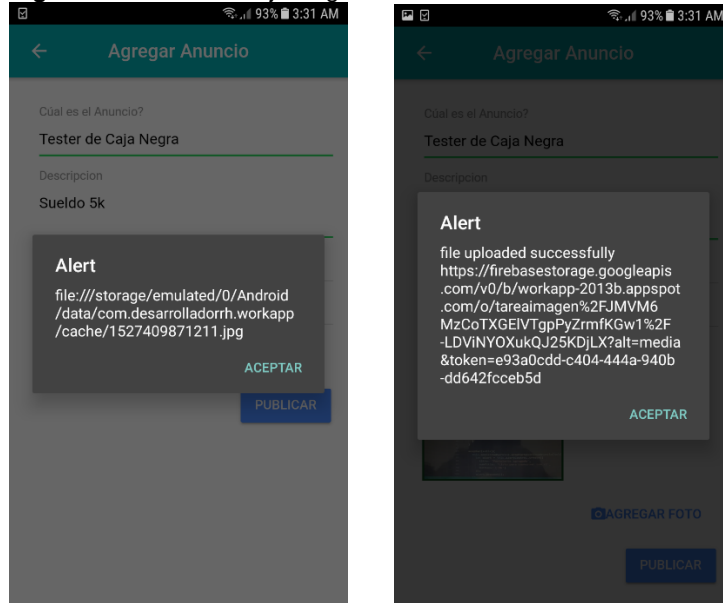 93% 3:31 AM
Agregar Anuncio
Cúal es el Anuncio?
Tester de Caja Negra
Descripcion
Sueldo 5k
Alert
file:///storage/emulated/0/Android
/data/com.desarrolladorrh.workapp
/cache/1527409871211.jpg
ACEPTAR
PUBLICAR
93% 3:31 AM
Agregar Anuncio
Cúal es el Anuncio?
Tester de Caja Negra
Descripcion
Alert
file uploaded successfully
https://firebasestorage.googleapis
.com/v0/b/workapp-2013b.appspot
.com/o/tareaimagen%2FJMVM6
MzCoTXGElVTgpPyZrmfKGw1%2F
-LDViNYOXukQJ25KDjLX?alt=media
&token=e93a0cdd-c404-444a-940b
-dd642fcceb5d
ACEPTAR
AGREGAR FOTO
PUBLICAR